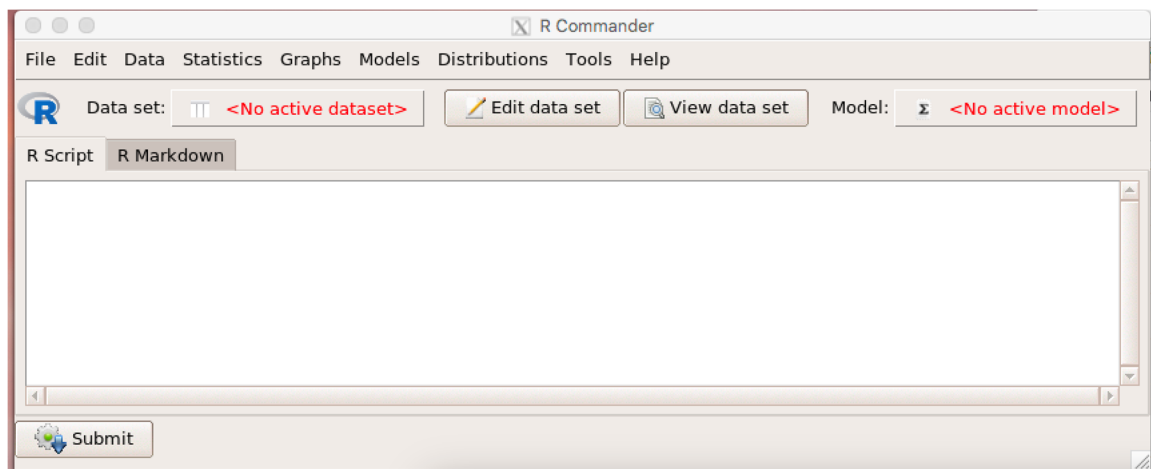 R Commander
File Edit Data Statistics Graphs Models Distributions Tools Help
R Data set: <No active dataset> Edit data set View data set Model: Σ <No active model>
R Script R Markdown
Submit